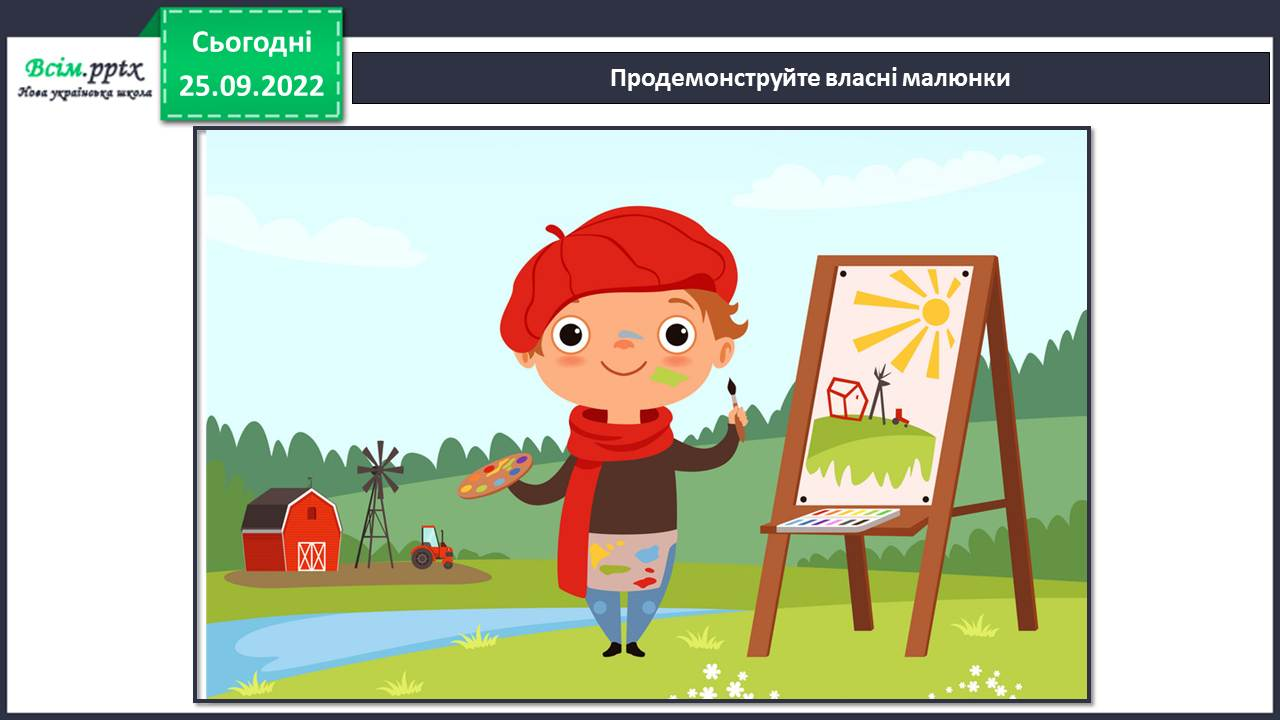 Сьогодні
25.09.2022
Всім.pptx
Нова українська школа
Продемонструйте власні малюнки